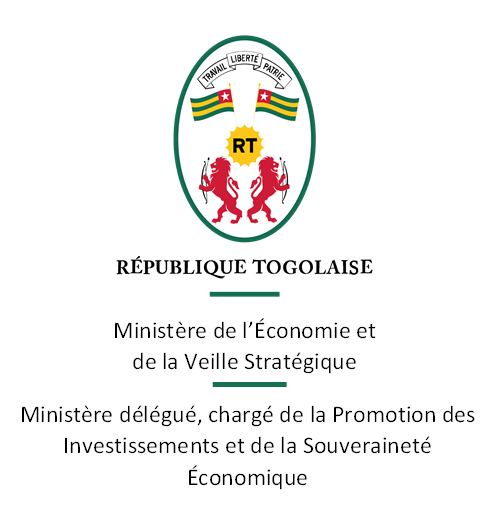 TRAVAIL LIBERTÉ PATRIE
RT
RÉPUBLIQUE TOGOLAISE
Ministère de l’Économie et
de la Veille Stratégique
Ministère délégué, chargé de la Promotion des
Investissements et de la Souveraineté
Économique